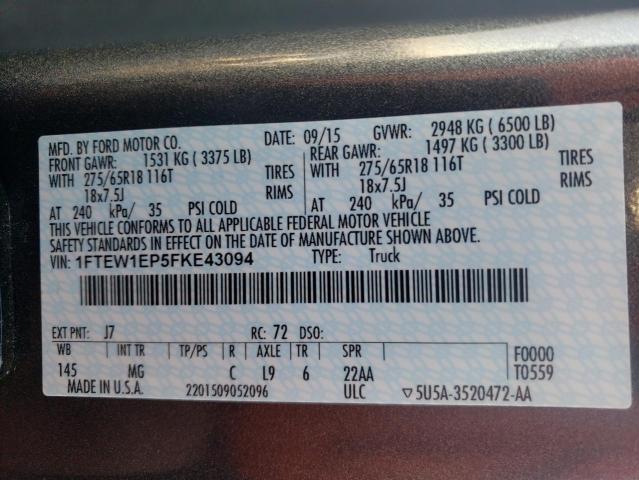 MFD. BY FORD MOTOR CO. DATE: 09/15 GVWR: 2948 KG ( 6500 LB)
FRONT GAWR: 1531 KG ( 3375 LB) REAR GAWR: 1497 KG ( 3300 LB)
WITH 275/65R18 116T TIRES WITH 275/65R18 116T TIRES
18x7.5J RIMS 18x7.5J RIMS
AT 240 kPa/ 35 PSI COLD AT 240 kPa/ 35 PSI COLD
THIS VEHICLE CONFORMS TO ALL APPLICABLE FEDERAL MOTOR VEHICLE
SAFETY STANDARDS IN EFFECT ON THE DATE OF MANUFACTURE SHOWN ABOVE.
VIN: 1FTEW1EP5FKE43094 TYPE: Truck
EXT PNT: J7 RC: 72 DSO:
WB INT TR TP/PS R AXLE TR SPR F0000
145 MG C L9 6 22AA T0559
MADE IN U.S.A. 2201509052096 ULC ▽5U5A-3520472-AA